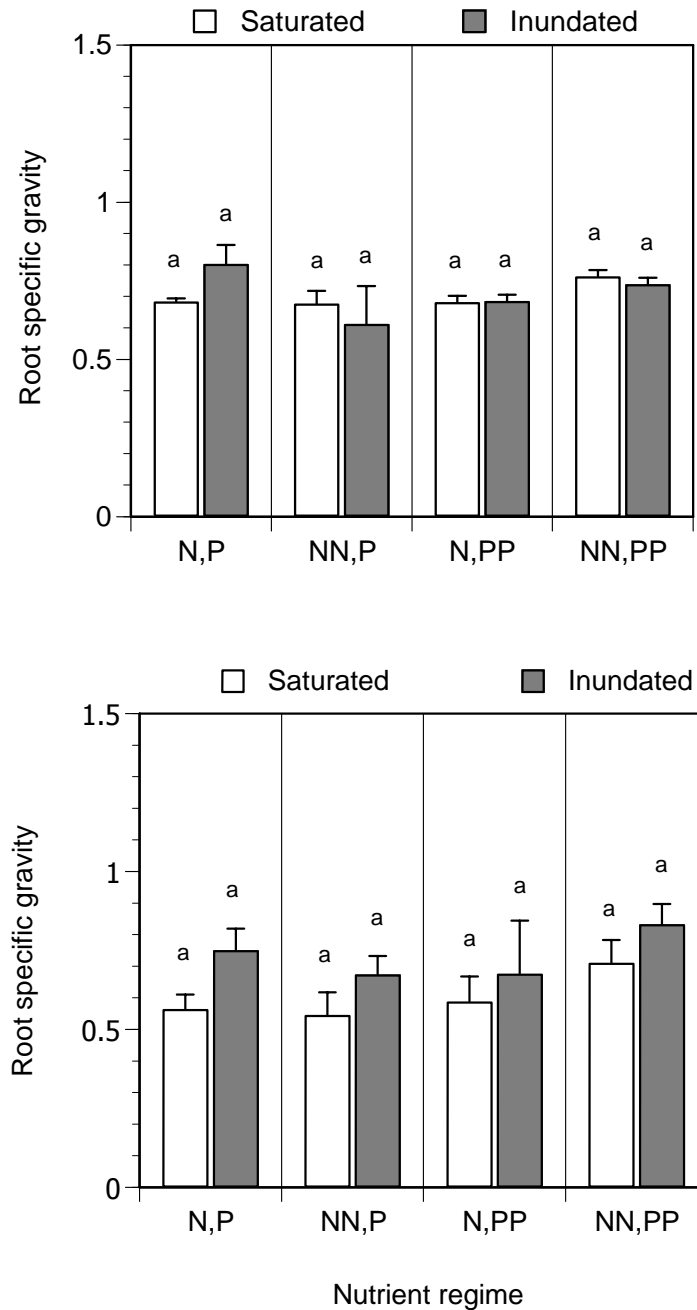 Saturated Inundated
1.5
Root specific gravity
1
a a a a a a a a
0.5
0
N,P NN,P N,PP NN,PP
Saturated Inundated
1.5
Root specific gravity
1
a a a a a a a a
0.5
0
N,P NN,P N,PP NN,PP
Nutrient regime